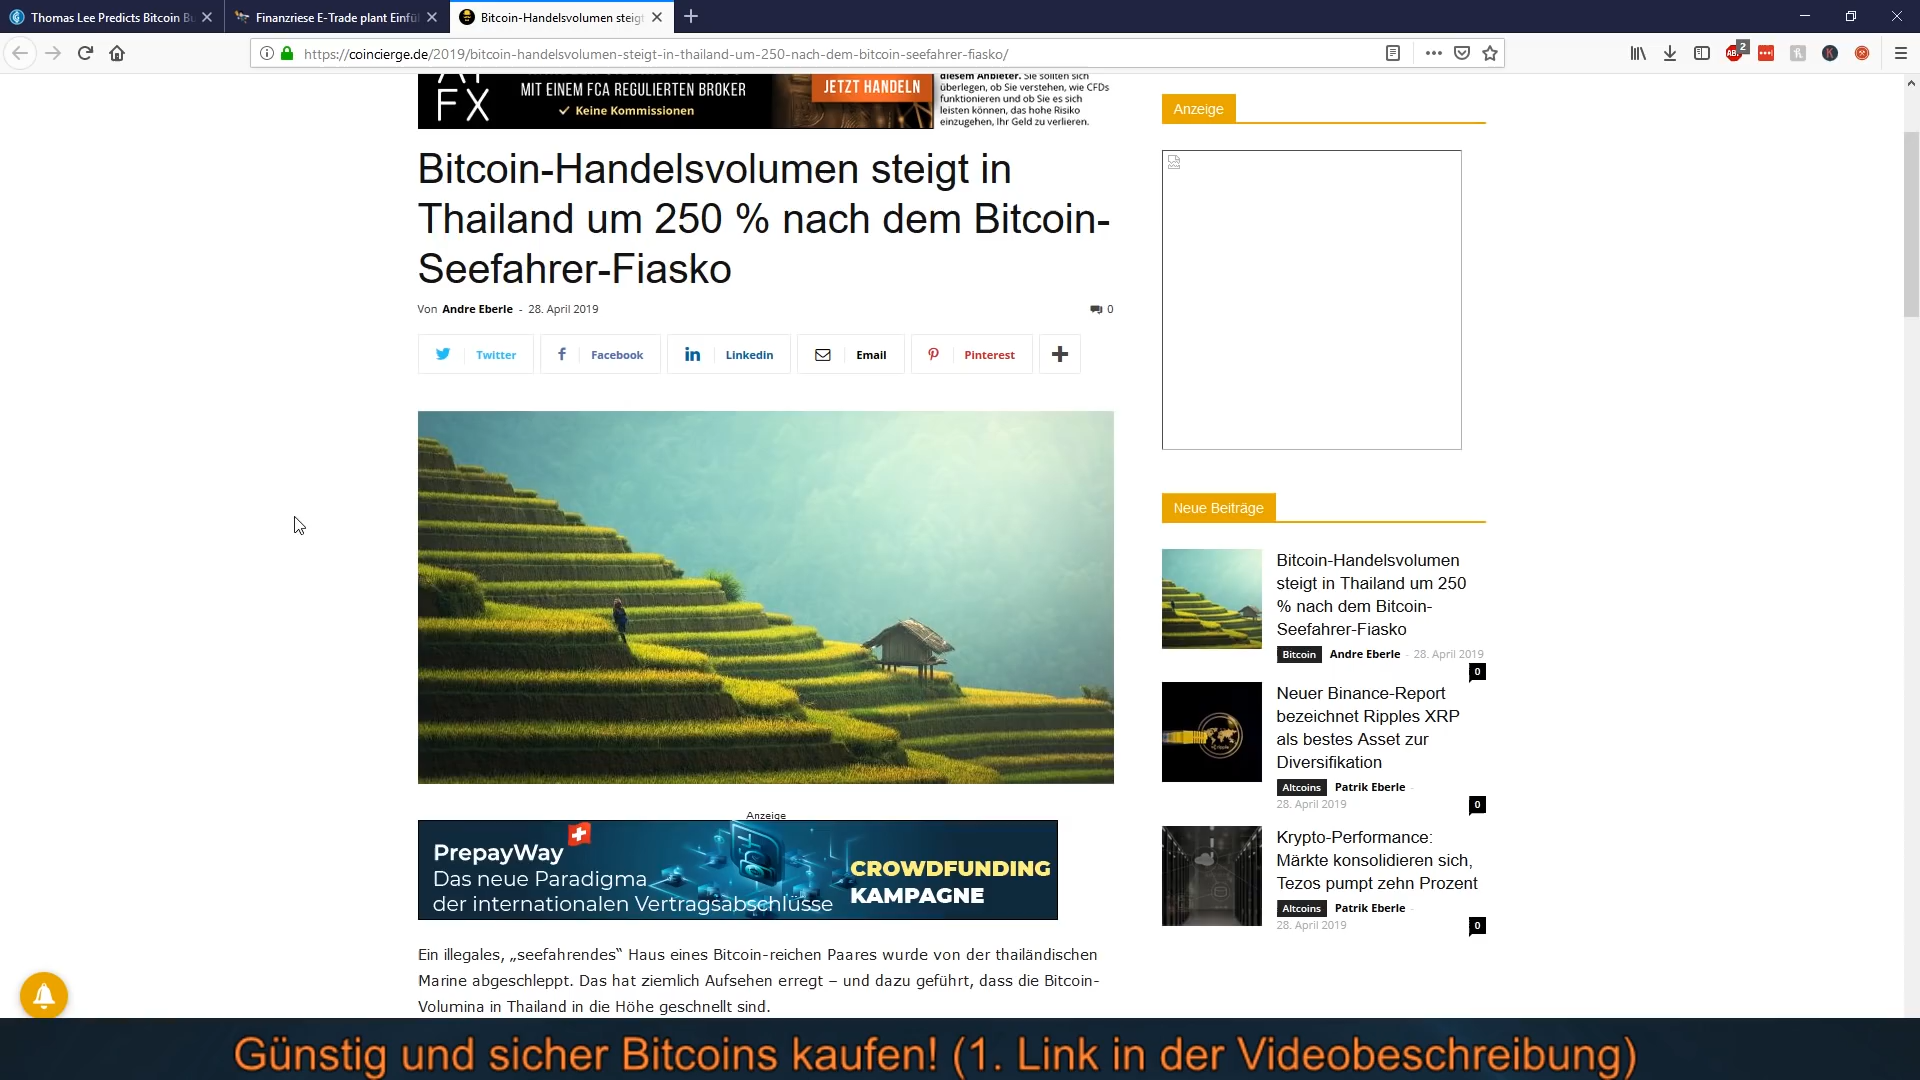 Thomas Lee Predicts Bitcoin Bu
Finanzriese E-Trade plant Einfü
Bitcoin-Handelsvolumen steigt
https://coincierge.de/2019/bitcoin-handelsvolumen-steigt-in-thailand-um-250-nach-dem-bitcoin-seefahrer-fiasko/
2
FX
MIT EINEM FCA REGULIERTEN BROKER
Keine Kommissionen
JETZT HANDELN
diesem Anbieter. Sie sollten sich
überlegen, ob Sie verstehen, wie CFDs
funktionieren und ob Sie es sich
leisten können, das hohe Risiko
einzugehen, Ihr Geld zu verlieren.
Bitcoin-Handelsvolumen steigt in
Thailand um 250 % nach dem Bitcoin-
Seefahrer-Fiasko
Von Andre Eberle - 28. April 2019
0
Twitter
Facebook
Linkedin
Email
Pinterest
Anzeige
PrepayWay
Das neue Paradigma
der internationalen Vertragsabschlüsse
CROWDFUNDING
KAMPAGNE
Ein illegales, „seefahrendes“ Haus eines Bitcoin-reichen Paares wurde von der thailändischen
Marine abgeschleppt. Das hat ziemlich Aufsehen erregt – und dazu geführt, dass die Bitcoin-
Volumina in Thailand in die Höhe geschnellt sind.
Anzeige
Neue Beiträge
Bitcoin-Handelsvolumen
steigt in Thailand um 250
% nach dem Bitcoin-
Seefahrer-Fiasko
Bitcoin Andre Eberle - 28. April 2019
0
Neuer Binance-Report
bezeichnet Ripples XRP
als bestes Asset zur
Diversifikation
Altcoins Patrik Eberle -
28. April 2019
0
Krypto-Performance:
Märkte konsolidieren sich,
Tezos pumpt zehn Prozent
Altcoins Patrik Eberle -
28. April 2019
0
Günstig und sicher Bitcoins kaufen! (1. Link in der Videobeschreibung)